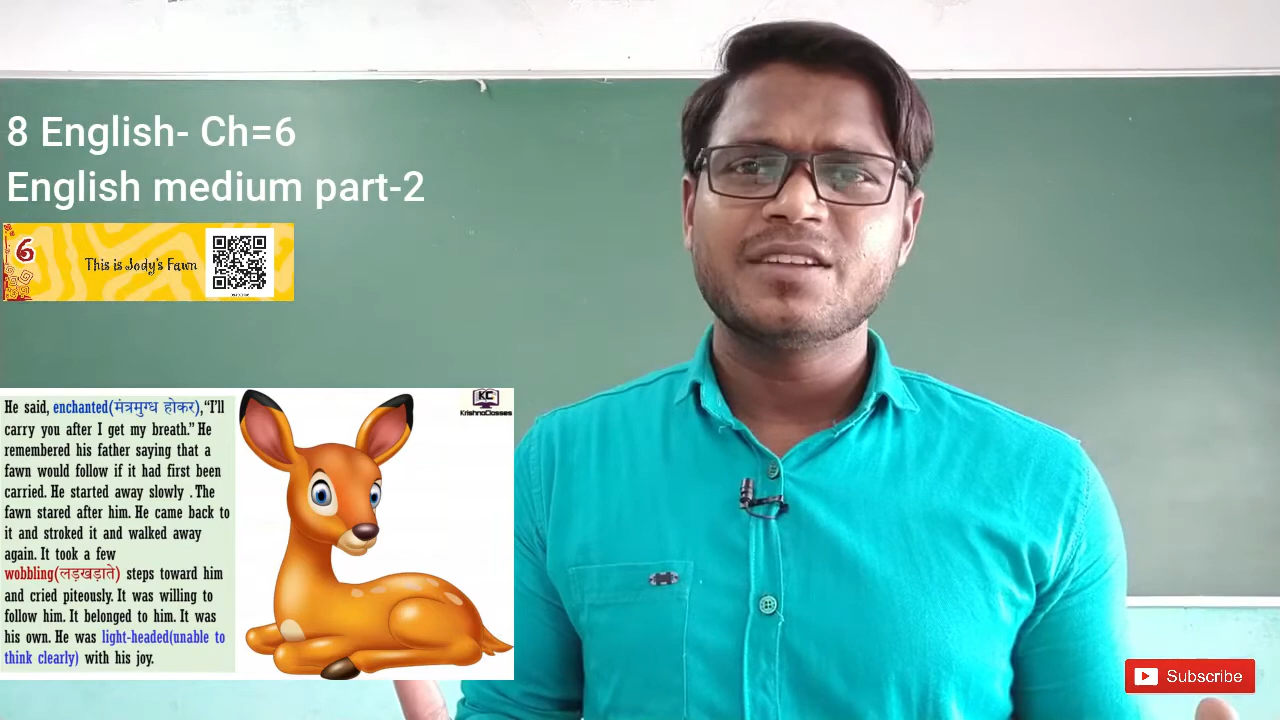 8 English- Ch=6
English medium part-2
6
This is Jody's Fawn
KC
KrishnaClasses
He said, enchanted(मंत्रमुग्ध होकर),“I'll
carry you after I get my breath.” He
remembered his father saying that a
fawn would follow if it had first been
carried. He started away slowly . The
fawn stared after him. He came back to
it and stroked it and walked away
again. It took a few
wobbling(लड़खड़ाते) steps toward him
and cried piteously. It was willing to
follow him. It belonged to him. It was
his own. He was light-headed(unable to
think clearly) with his joy.
Subscribe